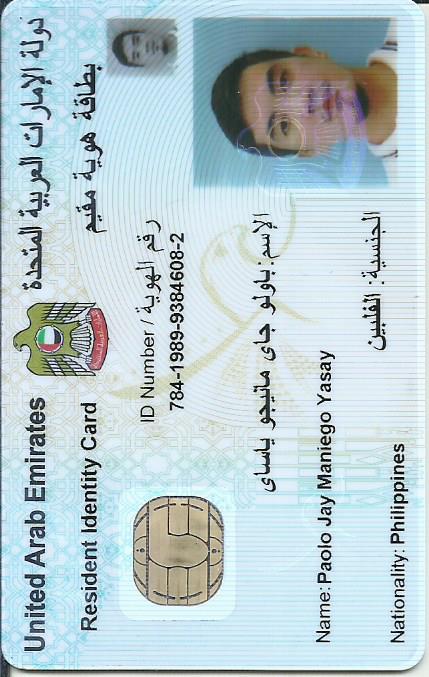 United Arab Emirates دولة الإمارات العربية المتحدة
Resident Identity Card بطاقة هوية مقيم
ID Number / رقم الهوية
784-1989-9384608-2
الإسم: باولو جاى مانيجو ياساى
Name: Paolo Jay Maniego Yasay
الجنسية: الفلبين
Nationality: Philippines